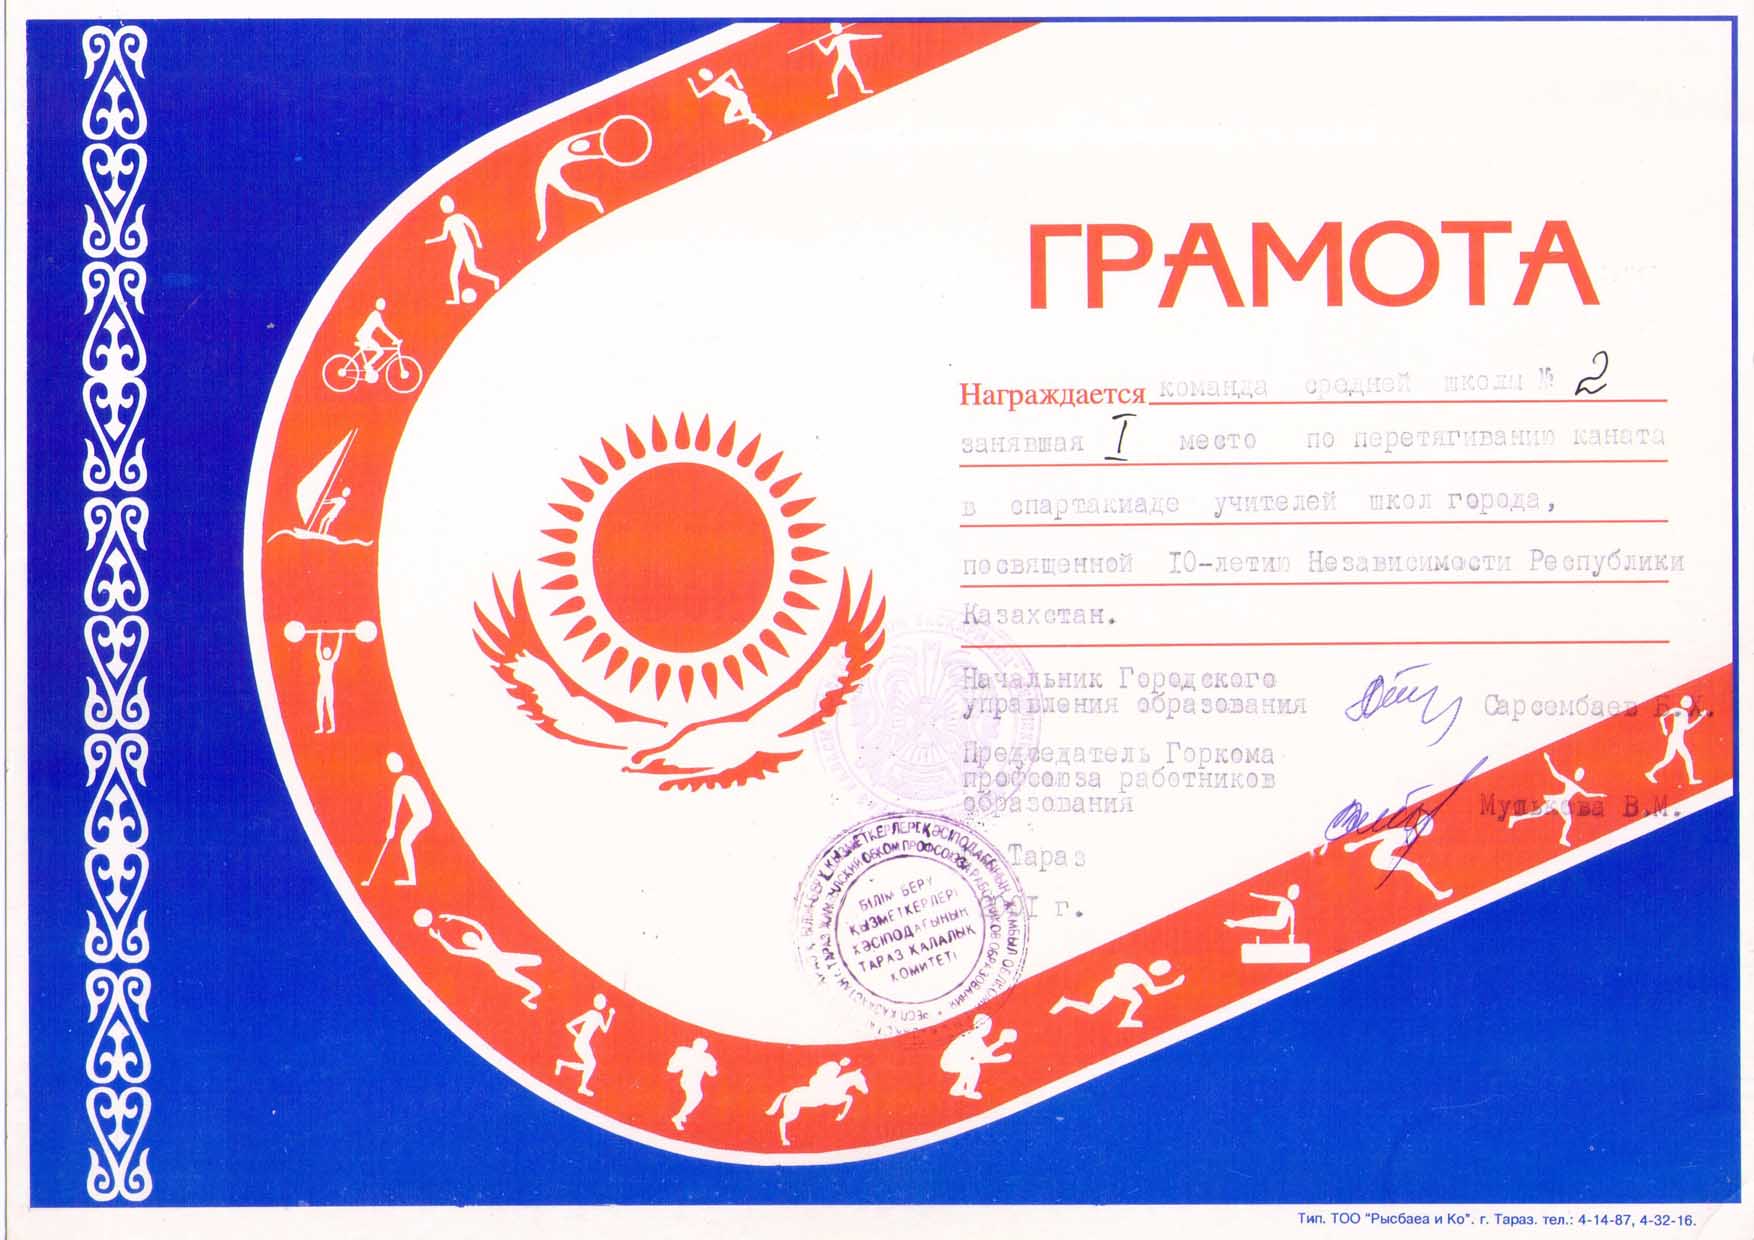 ГРАМОТА
Награждается команда средней школы № 2
занявшая I место по перетягиванию каната
в спартакиаде учителей школ города,
посвященной 10-летию Независимости Республики
Казахстан.
Начальник Городского
управления образования Сарсембаев Б.Х.
Председатель Горкома
профсоюза работников
образования Мулькова В.М.
Тараз
г.
БІЛІМ БЕРУ
ҚЫЗМЕТКЕРЛЕРІ
КӘСІПОДАҒЫНЫҢ
ТАРАЗ ҚАЛАЛЫҚ
КОМИТЕТІ
Тип. ТОО "Рысбаеа и Ко". г. Тараз. тел.: 4-14-87, 4-32-16.